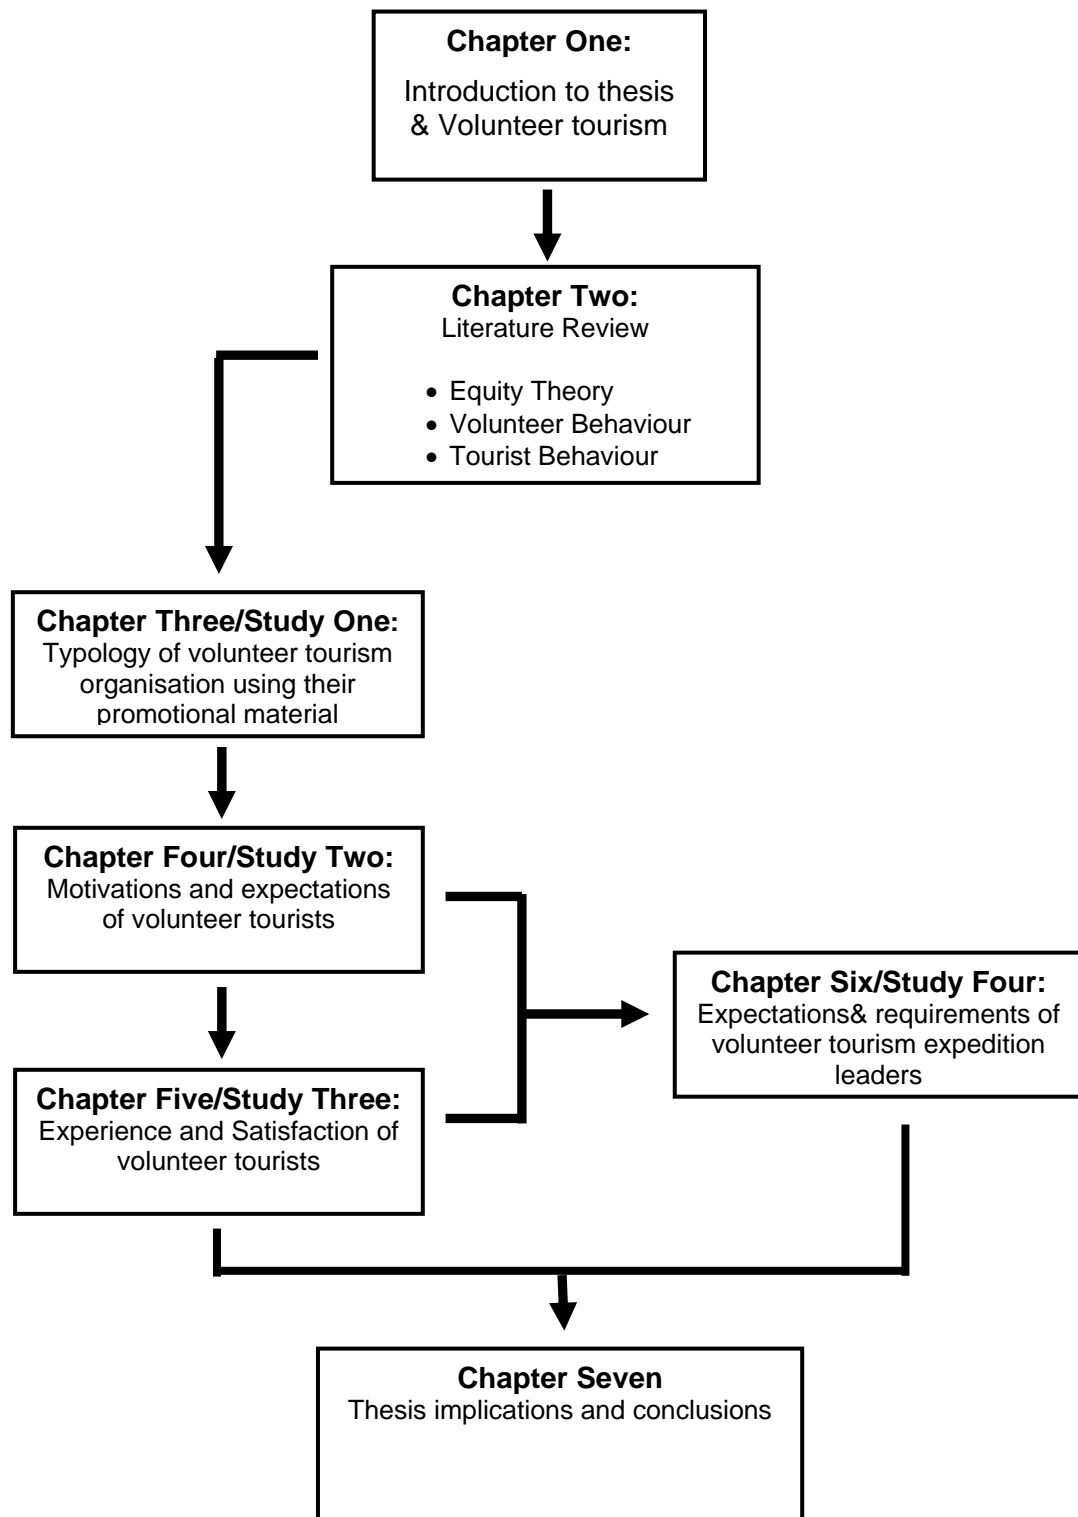 Chapter One:
Introduction to thesis
& Volunteer tourism
Chapter Two:
Literature Review
• Equity Theory
• Volunteer Behaviour
• Tourist Behaviour
Chapter Three/Study One:
Typology of volunteer tourism
organisation using their
promotional material
Chapter Four/Study Two:
Motivations and expectations
of volunteer tourists
Chapter Five/Study Three:
Experience and Satisfaction of
volunteer tourists
Chapter Six/Study Four:
Expectations& requirements of
volunteer tourism expedition
leaders
Chapter Seven
Thesis implications and conclusions